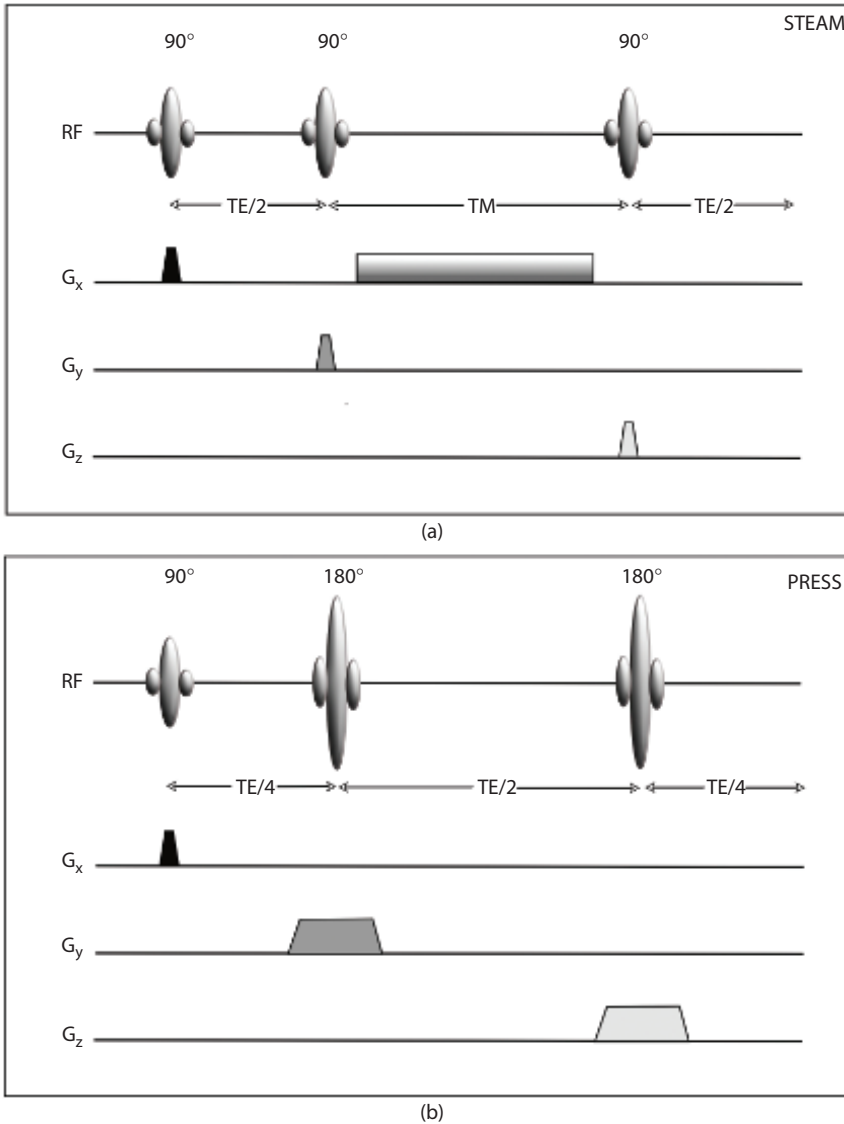 STEAM
90° 90° 90°
RF
TE/2 TM TE/2
Gx
Gy
Gz
(a)
PRESS
90° 180° 180°
RF
TE/4 TE/2 TE/4
Gx
Gy
Gz
(b)